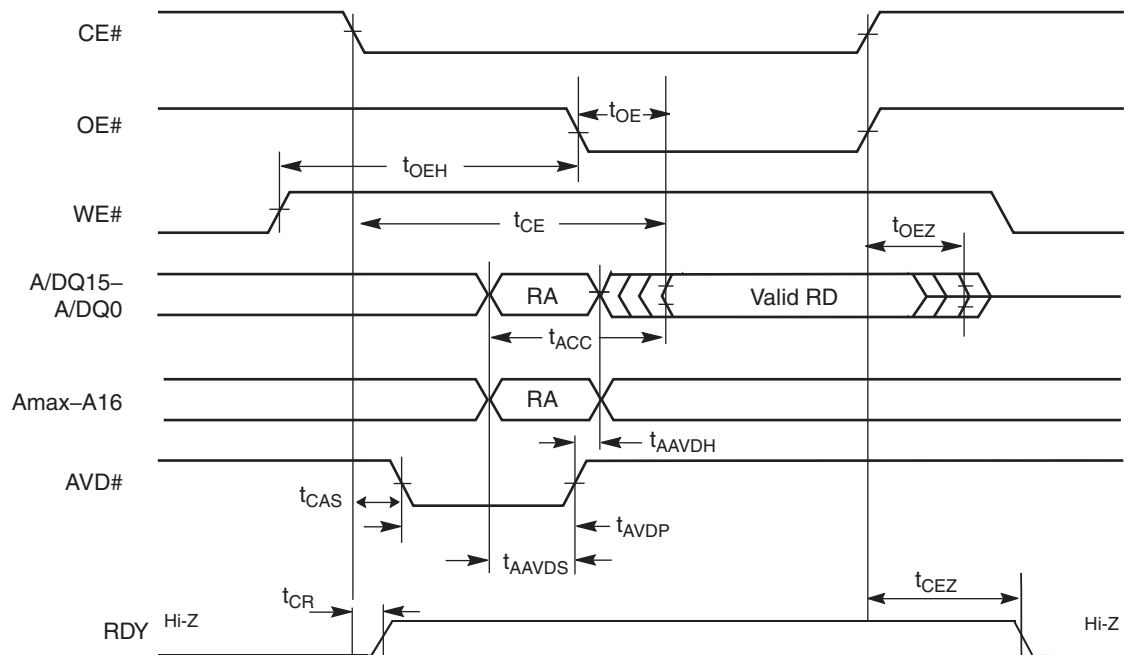 CE#
OE#
tOE
tOEH
WE#
tCE
tOEZ
A/DQ15–
A/DQ0
RA
Valid RD
tACC
Amax–A16
RA
tAAVDH
AVD#
tCAS
tAVDP
tAAVDS
tCEZ
tCR
RDY
Hi-Z
Hi-Z